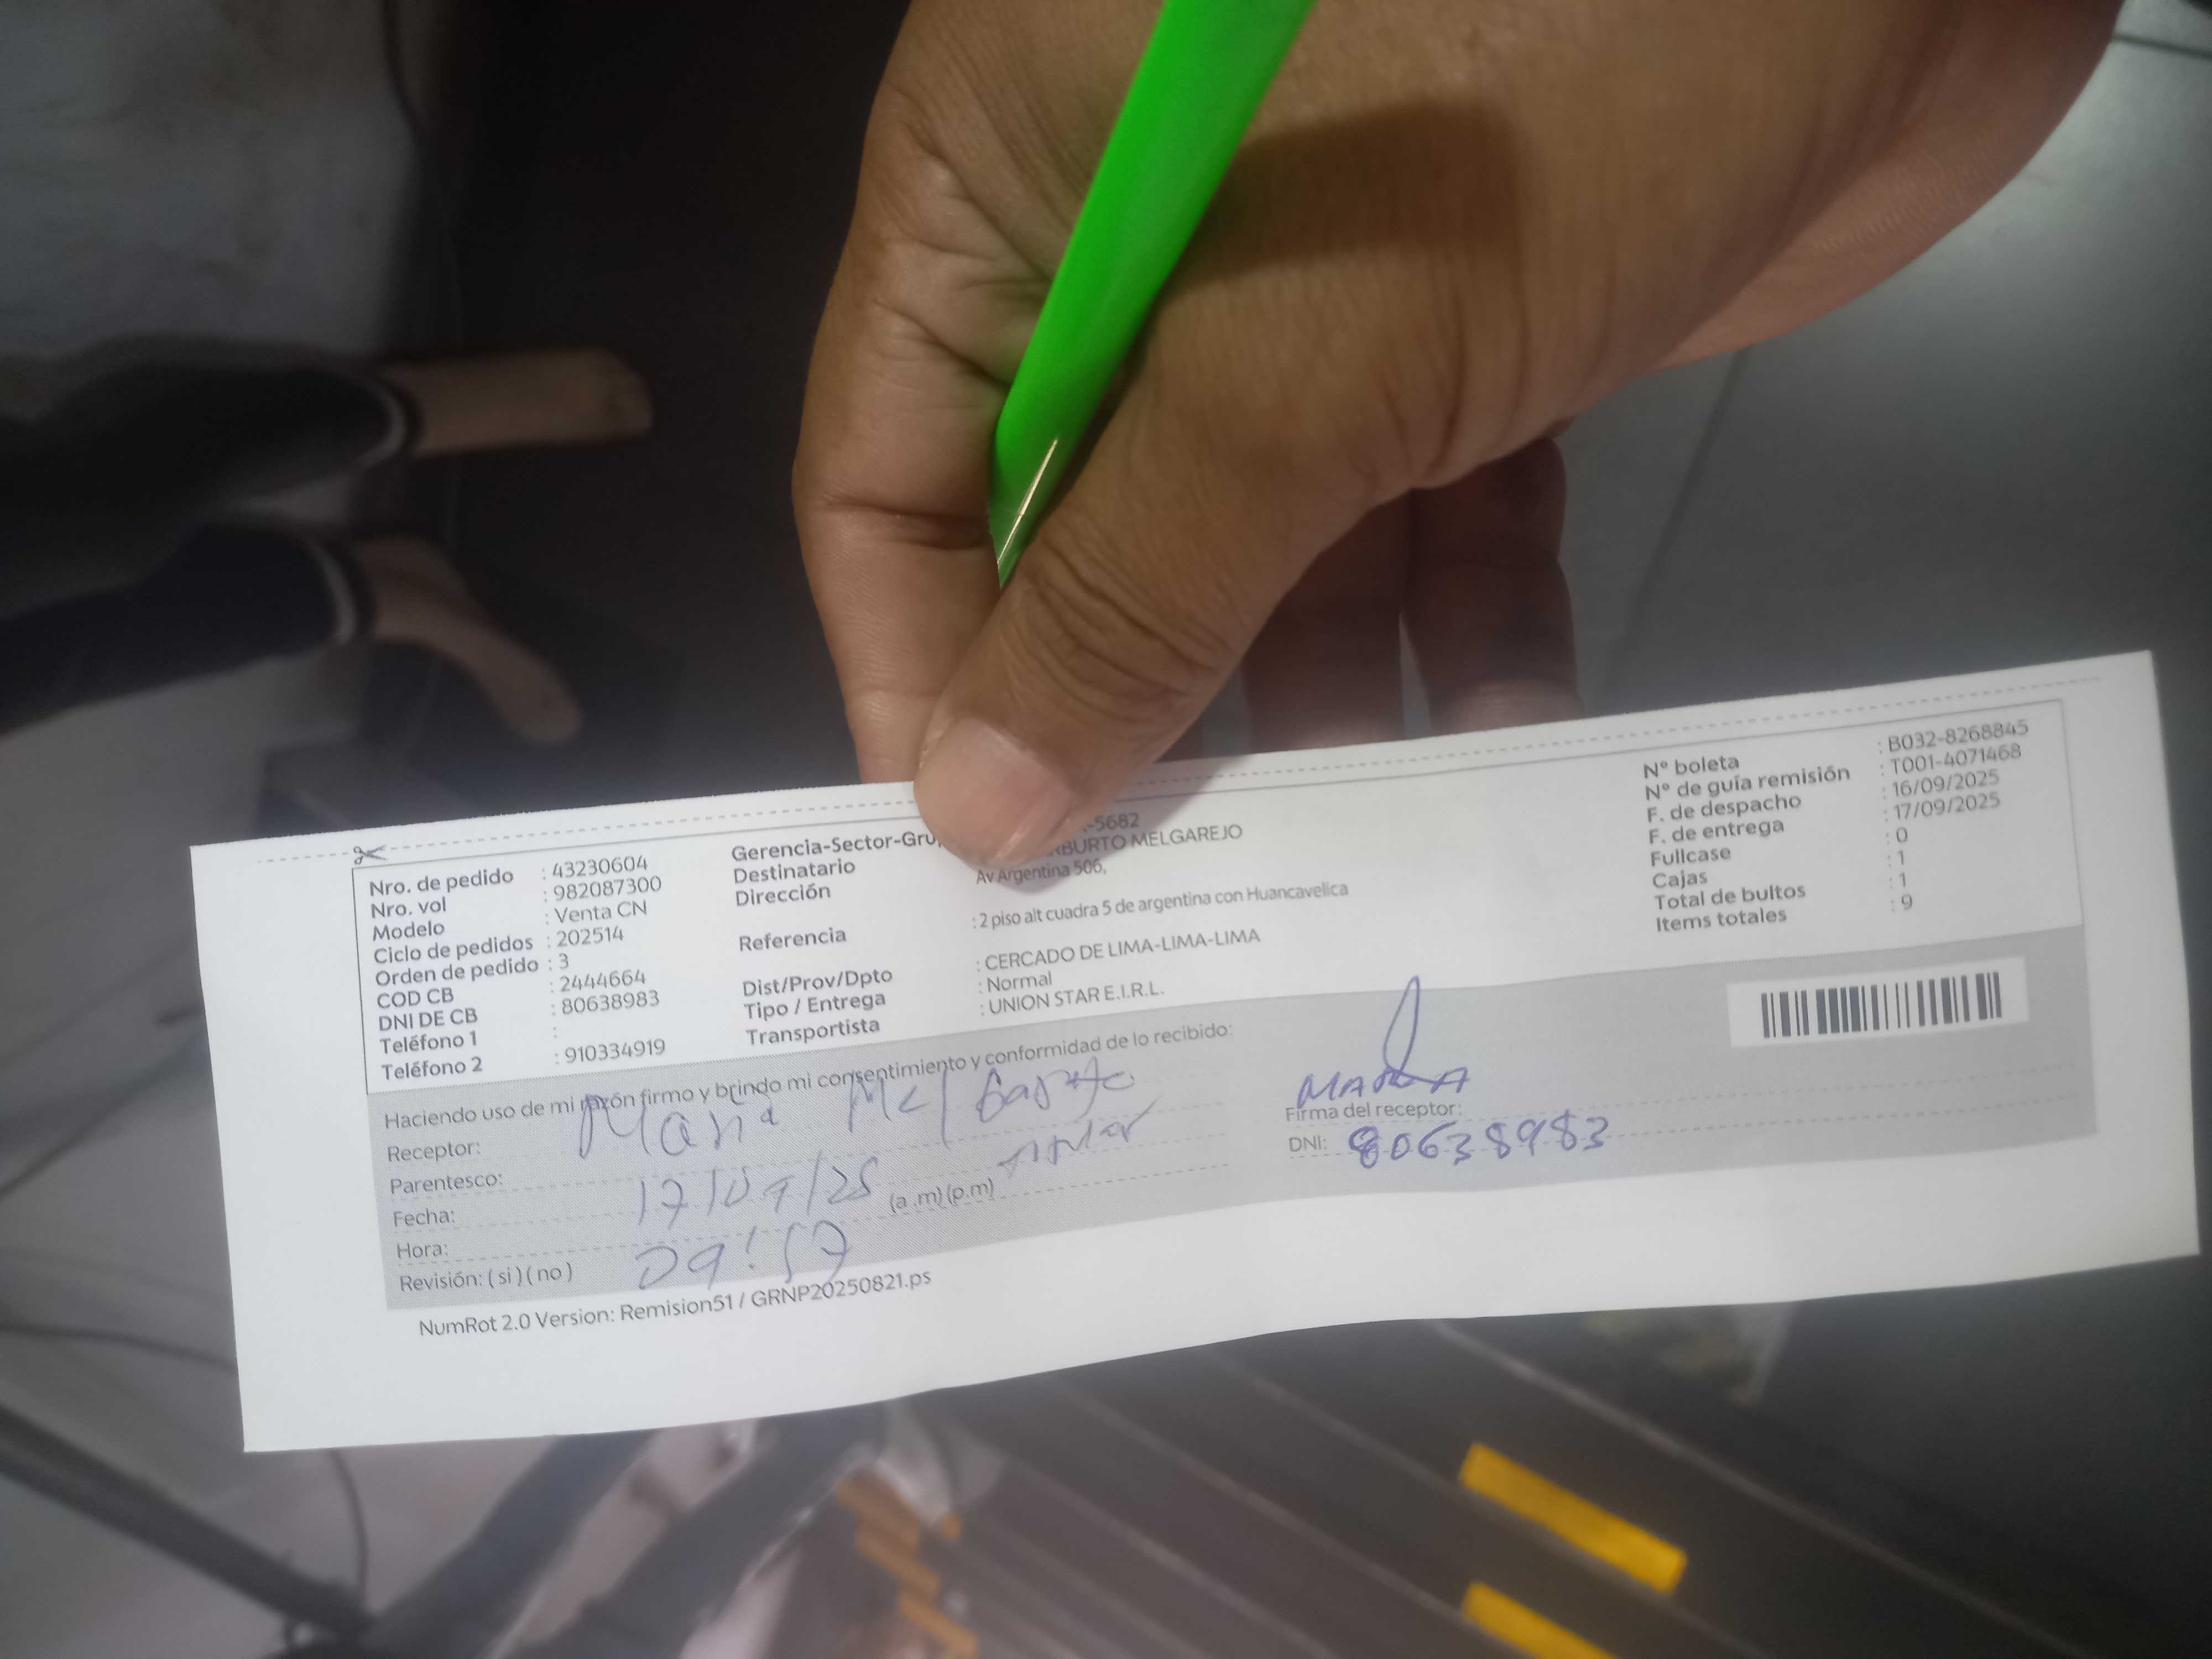 Nro. de pedido : 43230604
Nro. vol : 982087300
Modelo : Venta CN
Ciclo de pedidos : 202514
Orden de pedido : 3
COD CB : 2444664
DNI DE CB : 80638983
Teléfono 1 :
Teléfono 2 : 910334919
Gerencia-Sector-Gru -5682
Destinatario BURTO MELGAREJO
Dirección Av Argentina 506,
Referencia : 2 piso alt cuadra 5 de argentina con Huancavelica
Dist/Prov/Dpto : CERCADO DE LIMA-LIMA-LIMA
Tipo / Entrega : Normal
Transportista : UNION STAR E.I.R.L.
N° boleta : B032-8268845
N° de guía remisión : T001-4071468
F. de despacho : 16/09/2025
F. de entrega : 17/09/2025
Fullcase : 0
Cajas : 1
Total de bultos : 1
Items totales : 9
Haciendo uso de mi razón firmo y brindo mi consentimiento y conformidad de lo recibido:
Receptor: Maria
Parentesco:
Fecha: 17/09/25
Hora: 09:57 (a .m) (p.m)
Revisión: ( si ) ( no )
Firma del receptor:
DNI: 80638983
NumRot 2.0 Version: Remision51 / GRNP20250821.ps